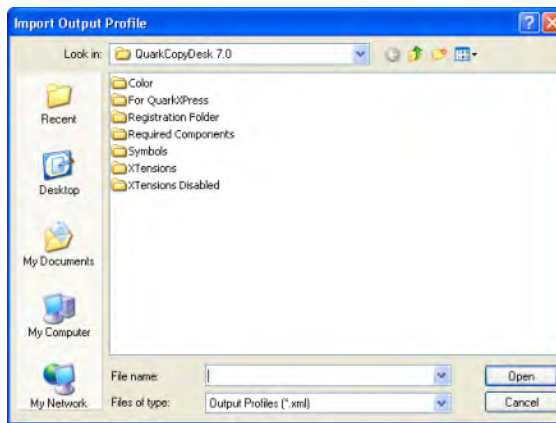 Import Output Profile
Look in: QuarkCopyDesk 7.0
Recent
Desktop
My Documents
My Computer
My Network
Color
For QuarkXPress
Registration Folder
Required Components
Symbols
XTensions
XTensions Disabled
File name:
Open
Files of type: Output Profiles (*.xml)
Cancel